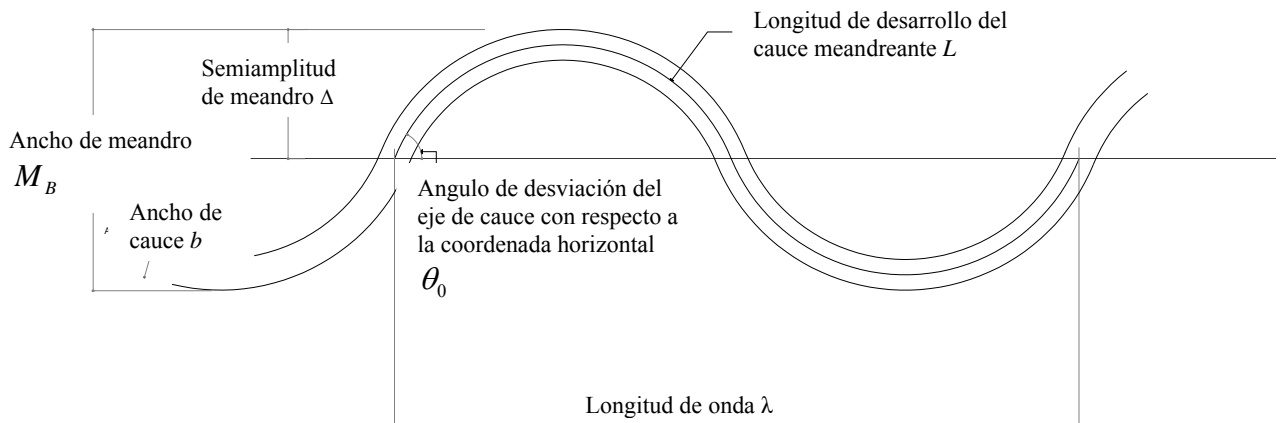 Longitud de desarrollo del
cauce meandreante L
Semiamplitud
de meandro Δ
Ancho de meandro
M_B
Ancho de
cauce b
Angulo de desviación del
eje de cauce con respecto a
la coordenada horizontal
θ₀
Longitud de onda λ